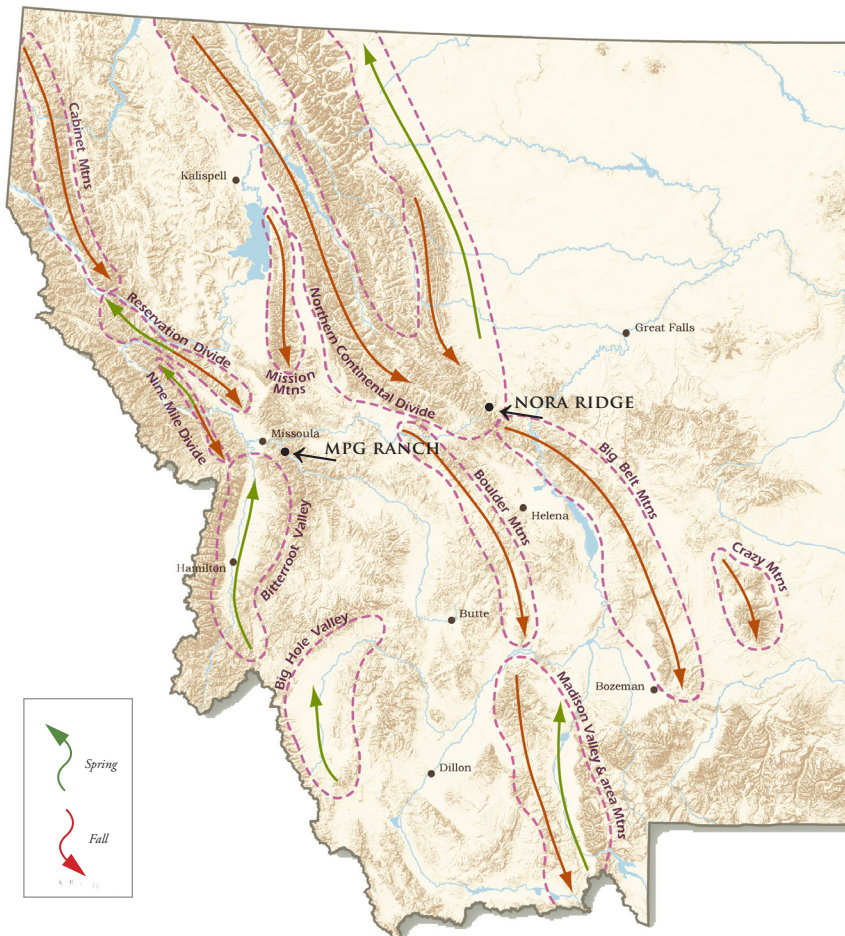 Cabinet Mtns
Kalispell
Reservation Divide
Nine Mile Divide
Mission
Mtns
Northern Continental Divide
Great Falls
NORA RIDGE
Missoula
MPG RANCH
Boulder Mtns
Big Belt Mtns
Helena
Hamilton
Bitterroot Valley
Crazy Mtns
Butte
Big Hole Valley
Bozeman
Madison Valley & area Mtns
Dillon
Spring
Fall